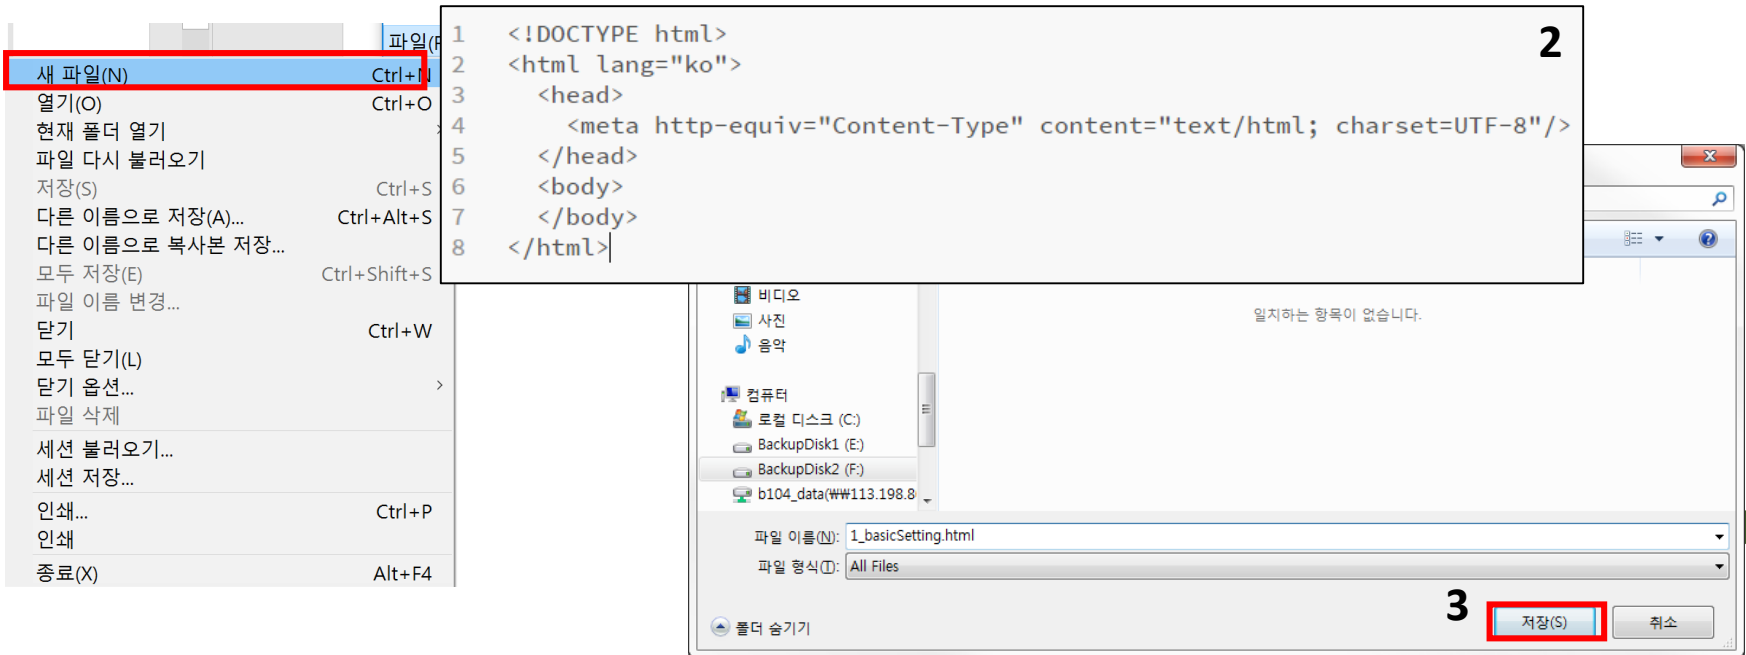 파일(F
새 파일(N) Ctrl+N
열기(O) Ctrl+O
현재 폴더 열기
파일 다시 불러오기
저장(S) Ctrl+S
다른 이름으로 저장(A)... Ctrl+Alt+S
다른 이름으로 복사본 저장...
모두 저장(E) Ctrl+Shift+S
파일 이름 변경...
닫기 Ctrl+W
모두 닫기(L)
닫기 옵션...
파일 삭제
세션 불러오기...
세션 저장...
인쇄... Ctrl+P
인쇄
종료(X) Alt+F4
2
1 <!DOCTYPE html>
2 <html lang="ko">
3 <head>
4 <meta http-equiv="Content-Type" content="text/html; charset=UTF-8"/>
5 </head>
6 <body>
7 </body>
8 </html>
비디오
사진
음악
컴퓨터
로컬 디스크 (C:)
BackupDisk1 (E:)
BackupDisk2 (F:)
b104_data(₩₩113.198.8
일치하는 항목이 없습니다.
파일 이름(N): 1_basicSetting.html
파일 형식(T): All Files
폴더 숨기기
3
저장(S)
취소